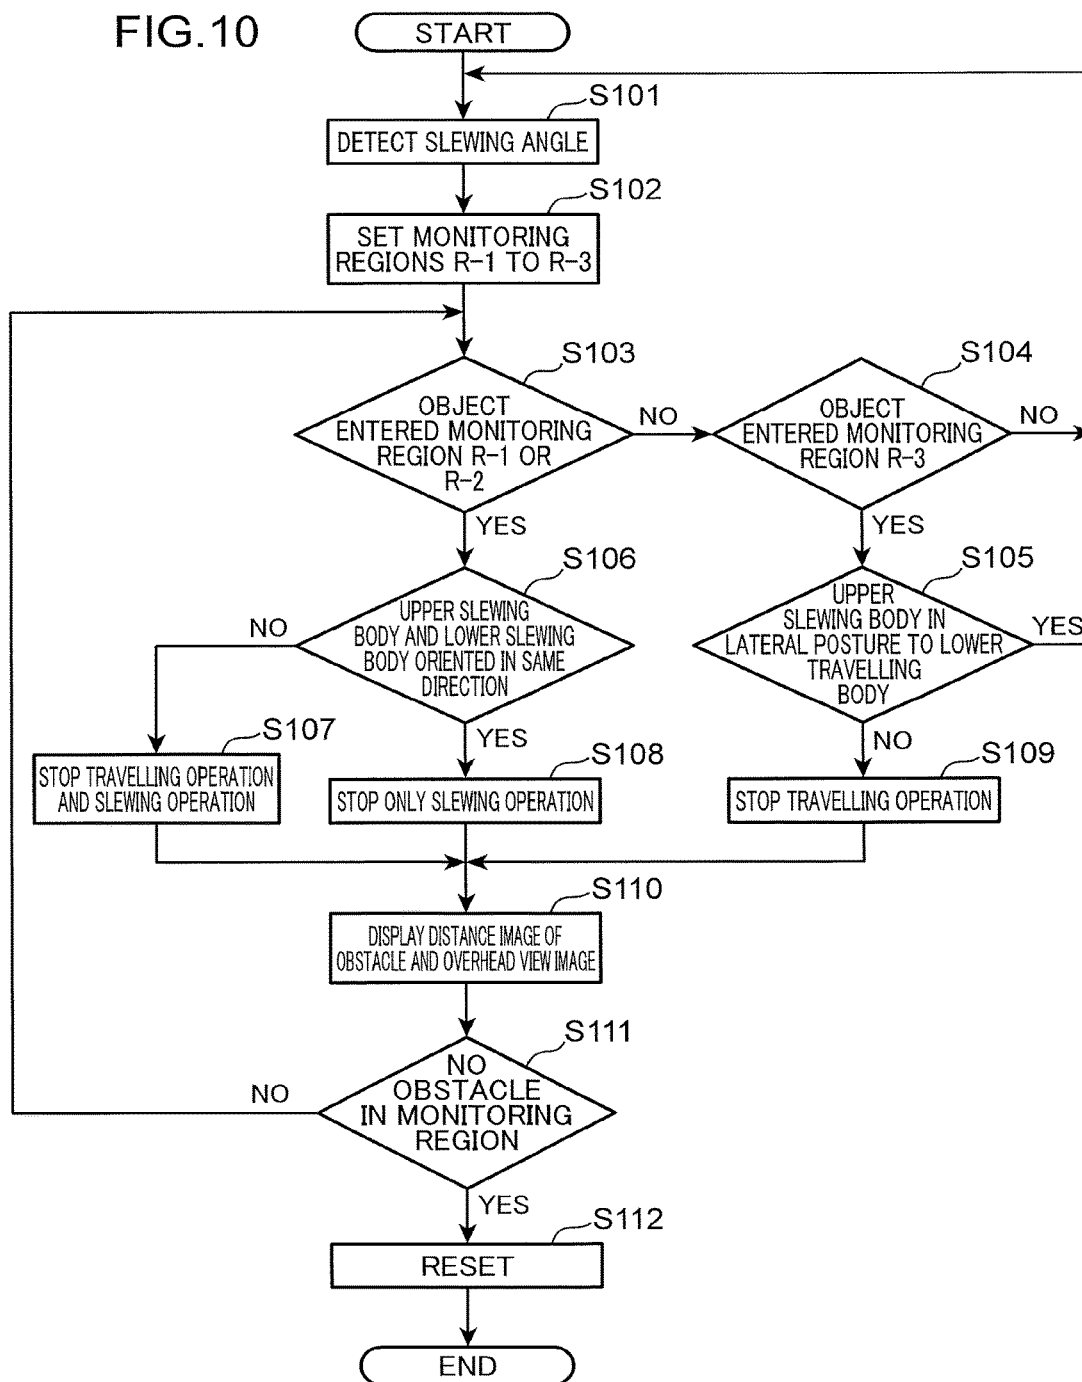 FIG.10
START
S101
DETECT SLEWING ANGLE
S102
SET MONITORING
REGIONS R-1 TO R-3
S103
OBJECT
ENTERED MONITORING
REGION R-1 OR
R-2
NO
YES
S104
OBJECT
ENTERED MONITORING
REGION R-3
NO
YES
S106
UPPER SLEWING
BODY AND LOWER SLEWING
BODY ORIENTED IN SAME
DIRECTION
NO
YES
S105
UPPER
SLEWING BODY IN
LATERAL POSTURE TO LOWER
TRAVELLING
BODY
YES
NO
S107
STOP TRAVELLING OPERATION
AND SLEWING OPERATION
S108
STOP ONLY SLEWING OPERATION
S109
STOP TRAVELLING OPERATION
S110
DISPLAY DISTANCE IMAGE OF
OBSTACLE AND OVERHEAD VIEW IMAGE
S111
NO
OBSTACLE
IN MONITORING
REGION
NO
YES
S112
RESET
END